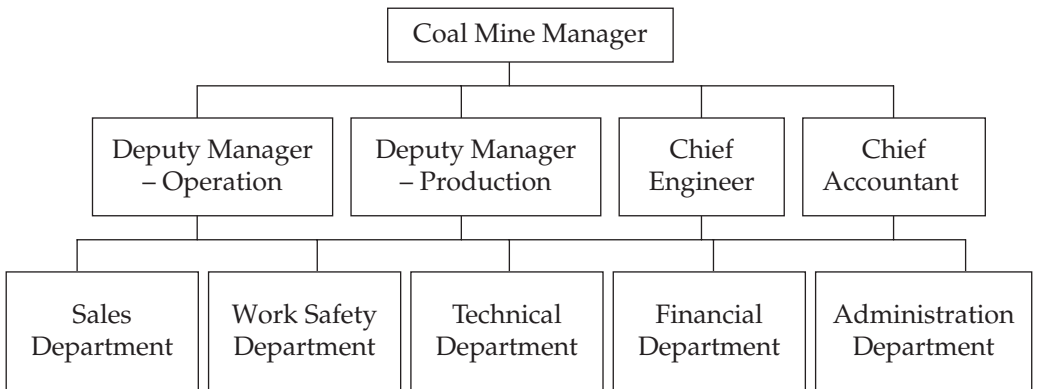 Coal Mine Manager
Deputy Manager
– Operation
Deputy Manager
– Production
Chief
Engineer
Chief
Accountant
Sales
Department
Work Safety
Department
Technical
Department
Financial
Department
Administration
Department